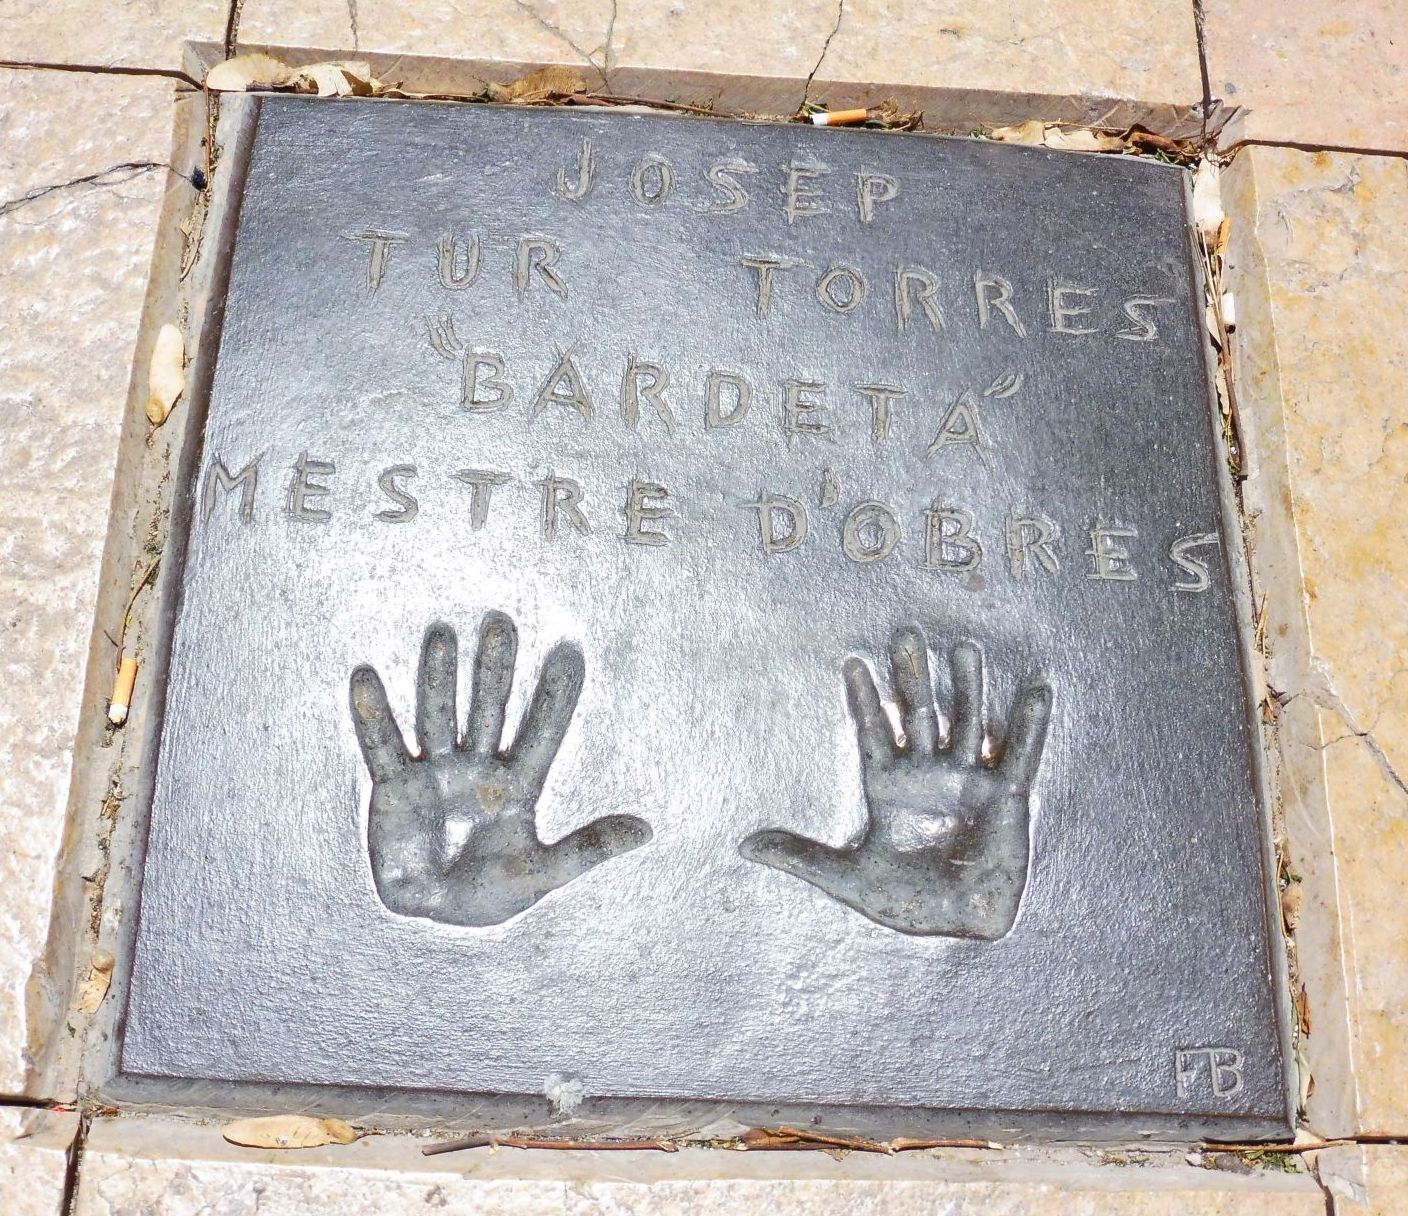 JOSEP
TUR TORRES
"BARDETÁ
MESTRE D'OBRES
FB